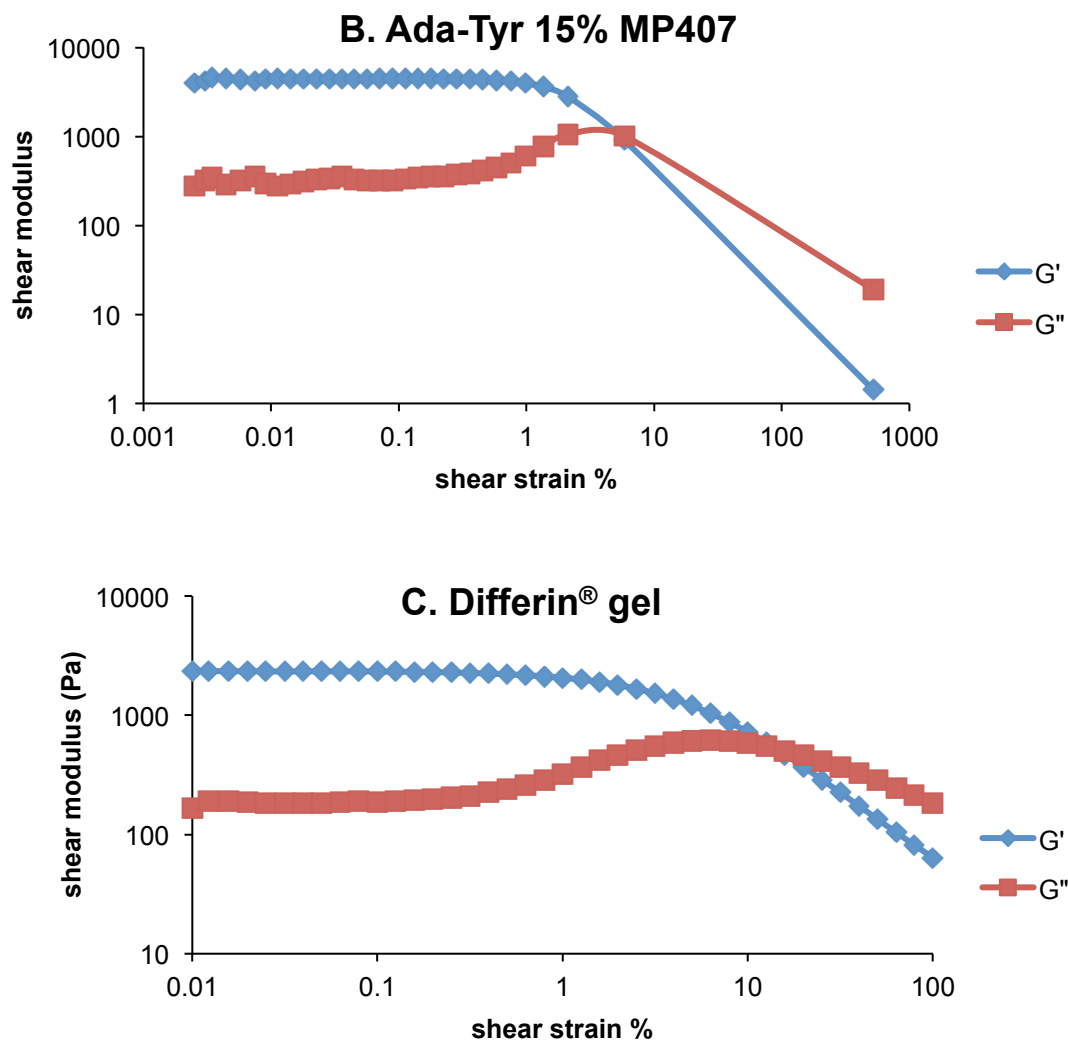 B. Ada-Tyr 15% MP407
10000
1000
100
10
1
shear modulus
0.001 0.01 0.1 1 10 100 1000
shear strain %
G'
G"
C. Differin® gel
10000
1000
100
10
shear modulus (Pa)
0.01 0.1 1 10 100
shear strain %
G'
G"